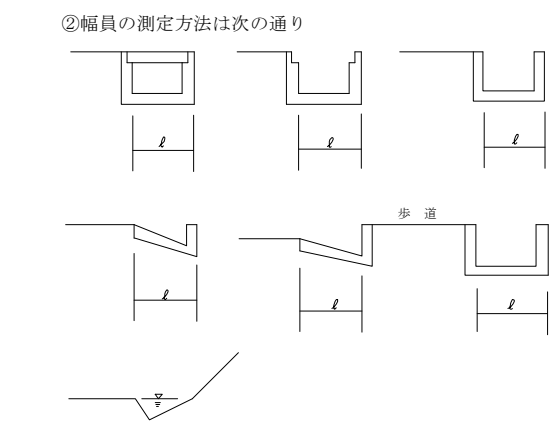 ②幅員の測定方法は次の通り
ℓ ℓ ℓ
歩 道
ℓ ℓ ℓ